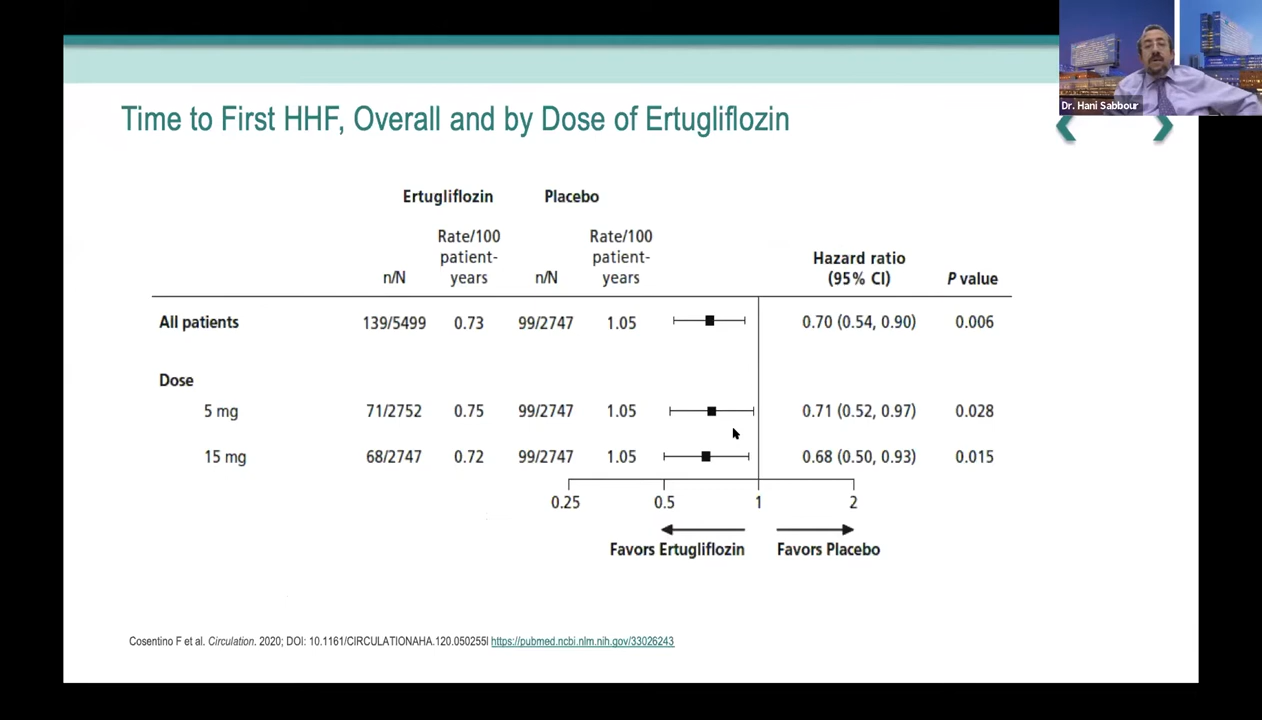 Dr. Hani Sabbour
Time to First HHF, Overall and by Dose of Ertugliflozin
Ertugliflozin Placebo
Rate/100 patient-years Rate/100 patient-years
n/N n/N
Hazard ratio (95% CI) P value
All patients 139/5499 0.73 99/2747 1.05 0.70 (0.54, 0.90) 0.006
Dose
5 mg 71/2752 0.75 99/2747 1.05 0.71 (0.52, 0.97) 0.028
15 mg 68/2747 0.72 99/2747 1.05 0.68 (0.50, 0.93) 0.015
0.25 0.5 1 2
Favors Ertugliflozin Favors Placebo
Cosentino F et al. Circulation. 2020; DOI: 10.1161/CIRCULATIONAHA.120.050255l https://pubmed.ncbi.nlm.nih.gov/33026243